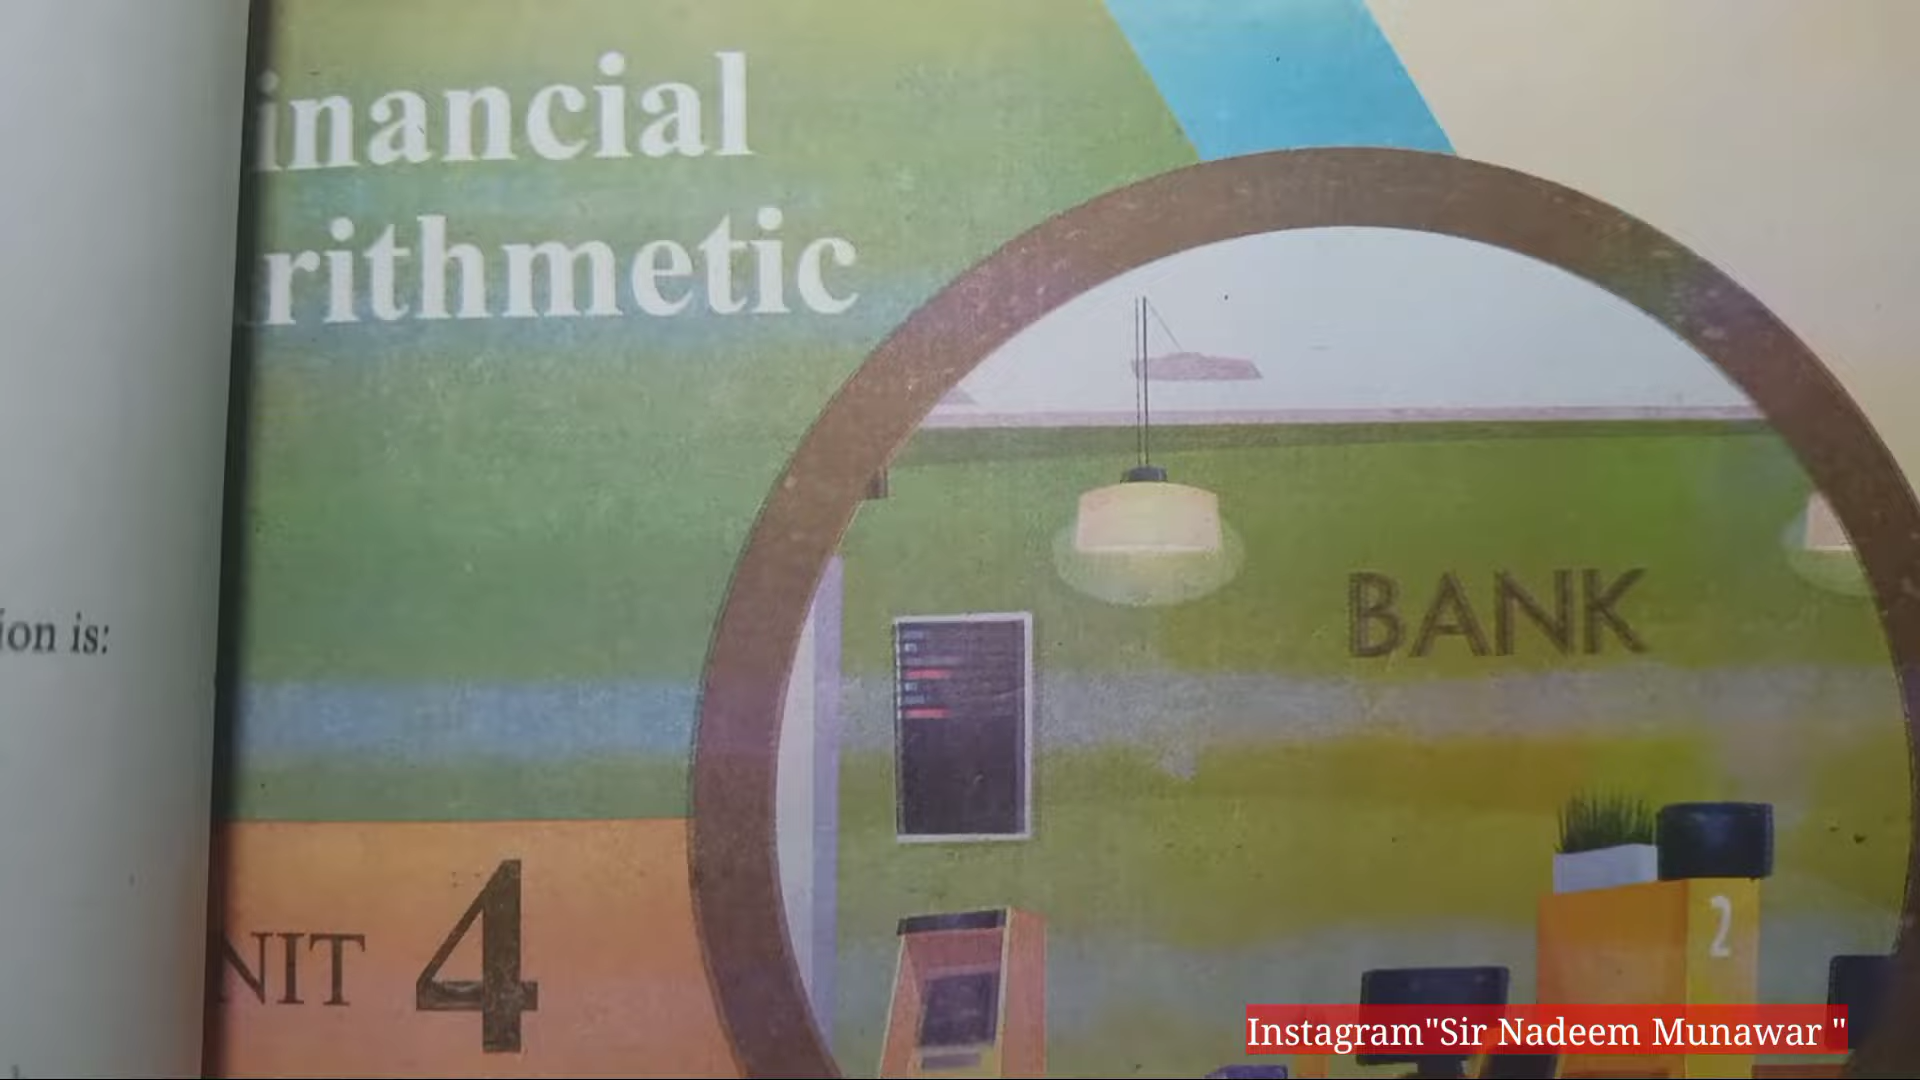 inancial
rithmetic
BANK
ion is:
2
NIT 4
Instagram"Sir Nadeem Munawar "